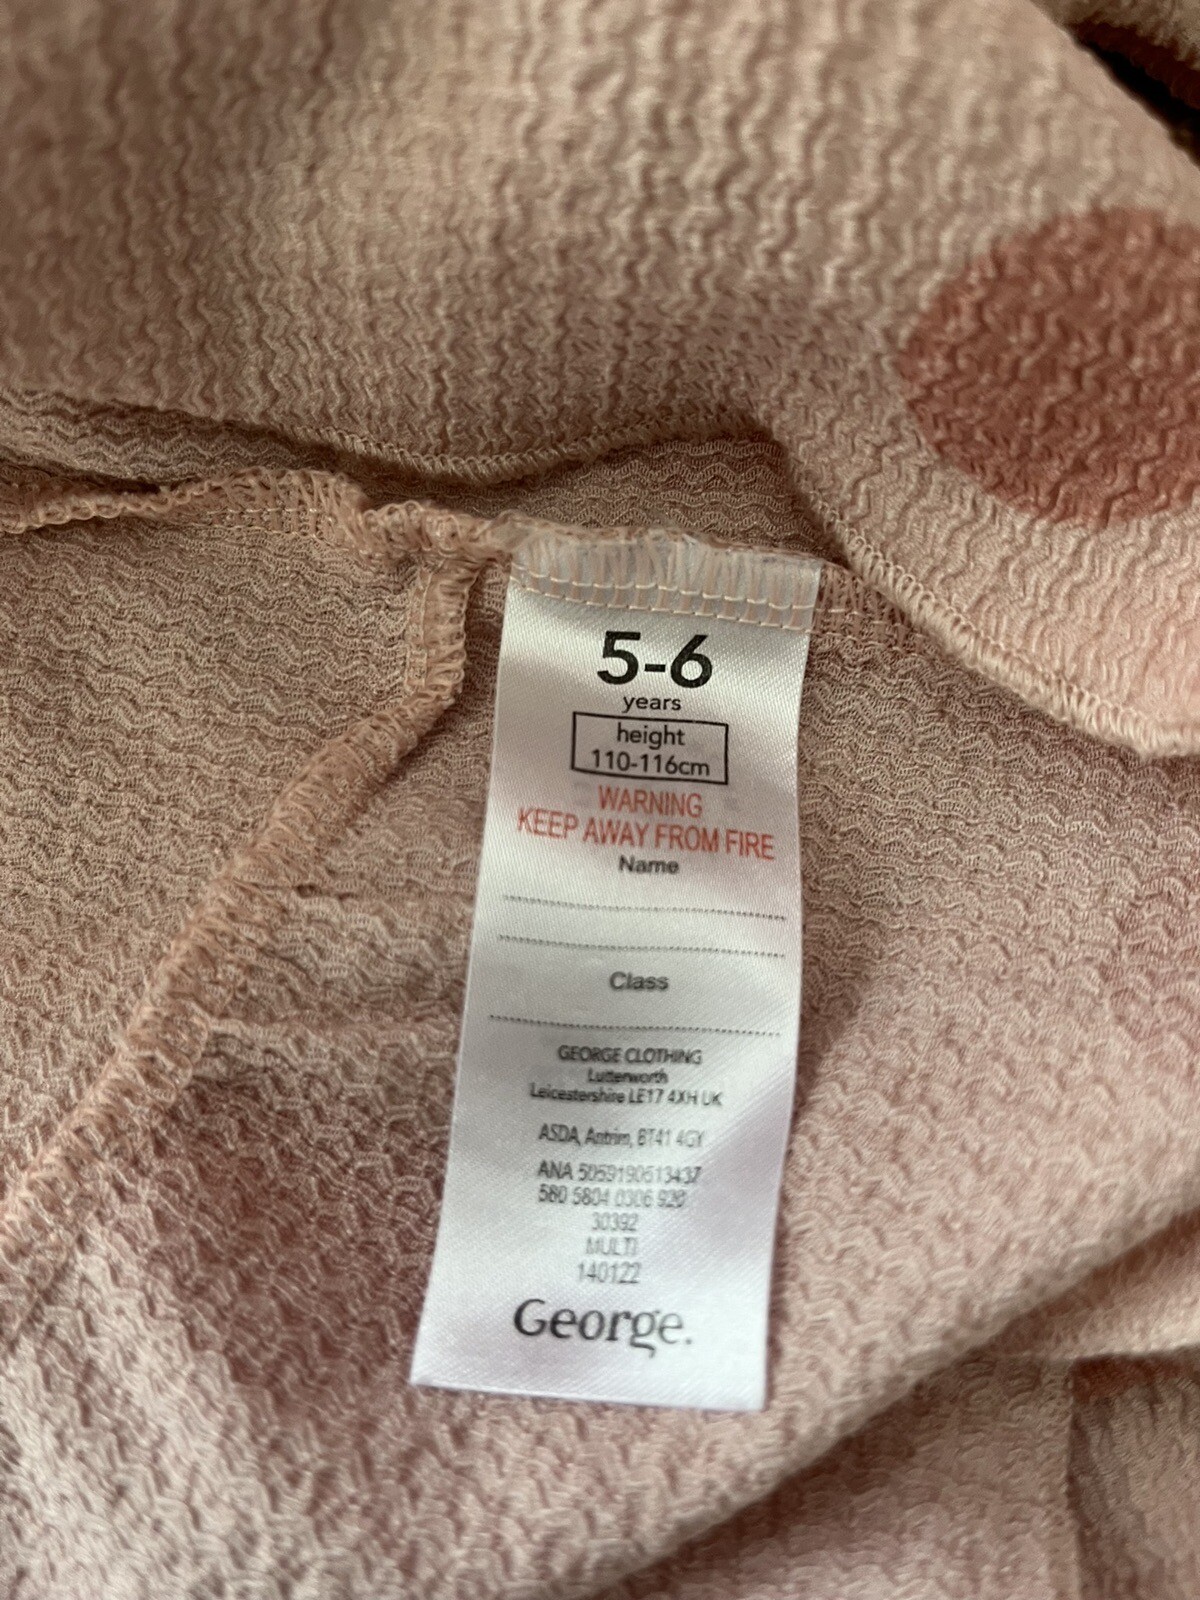 5-6
years
height
110-116cm
WARNING
KEEP AWAY FROM FIRE
Name
Class
GEORGE CLOTHING
Lutterworth
Leicestershire LE17 4XH UK
ASDA, Antrim, BT41 4GY
ANA 5059190613437
580 5804 0306 920
30392
MULTI
140122
George.